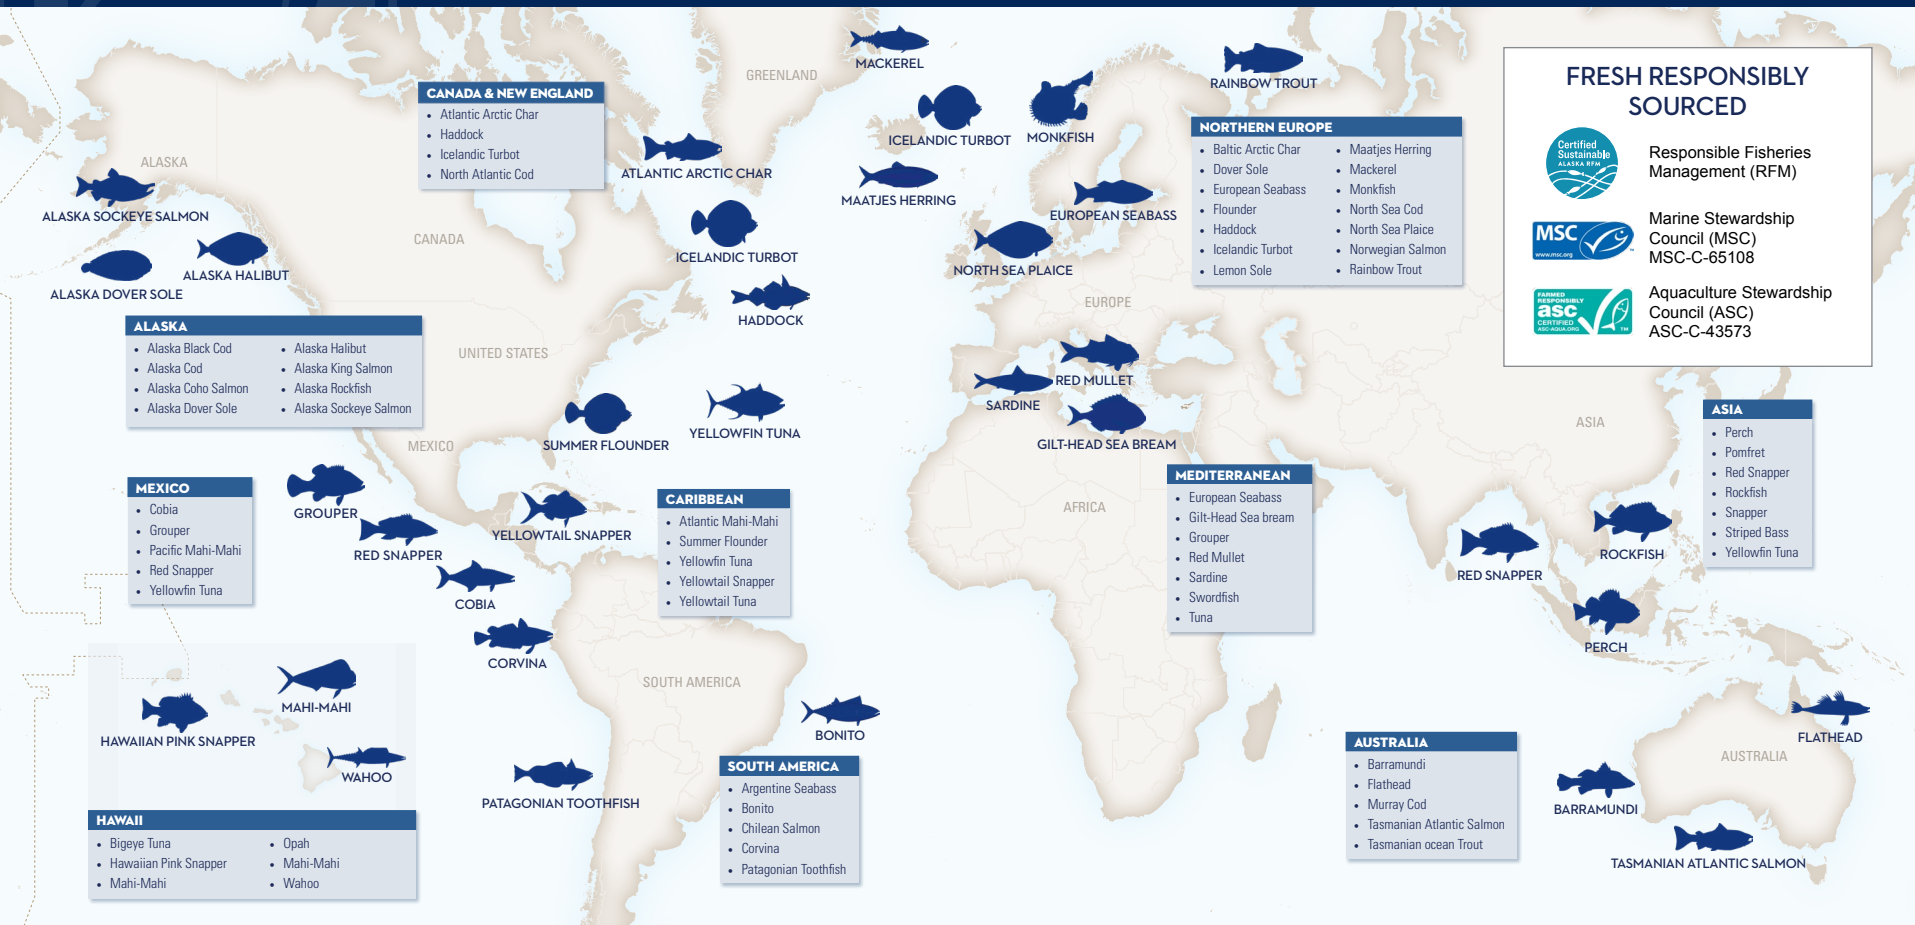 GREENLAND
MACKEREL
RAINBOW TROUT
ICELANDIC TURBOT
MONKFISH
ATLANTIC ARCTIC CHAR
MAATJES HERRING
EUROPEAN SEABASS
ALASKA
ALASKA SOCKEYE SALMON
ALASKA HALIBUT
ALASKA DOVER SOLE
CANADA
ICELANDIC TURBOT
NORTH SEA PLAICE
HADDOCK
EUROPE
CANADA & NEW ENGLAND
• Atlantic Arctic Char
• Haddock
• Icelandic Turbot
• North Atlantic Cod
NORTHERN EUROPE
• Baltic Arctic Char
• Dover Sole
• European Seabass
• Flounder
• Haddock
• Icelandic Turbot
• Lemon Sole
• Maatjes Herring
• Mackerel
• Monkfish
• North Sea Cod
• North Sea Plaice
• Norwegian Salmon
• Rainbow Trout
FRESH RESPONSIBLY
SOURCED
Certified
Sustainable
ALASKA RFM
Responsible Fisheries
Management (RFM)
MSC
www.msc.org
TM
Marine Stewardship
Council (MSC)
MSC-C-65108
FARMED
RESPONSIBLY
asc
CERTIFIED
ASC-AQUA.ORG
TM
Aquaculture Stewardship
Council (ASC)
ASC-C-43573
ALASKA
• Alaska Black Cod
• Alaska Cod
• Alaska Coho Salmon
• Alaska Dover Sole
• Alaska Halibut
• Alaska King Salmon
• Alaska Rockfish
• Alaska Sockeye Salmon
UNITED STATES
MEXICO
SUMMER FLOUNDER
YELLOWFIN TUNA
SARDINE
RED MULLET
GILT-HEAD SEA BREAM
ASIA
AFRICA
MEXICO
• Cobia
• Grouper
• Pacific Mahi-Mahi
• Red Snapper
• Yellowfin Tuna
GROUPER
RED SNAPPER
YELLOWTAIL SNAPPER
COBIA
CORVINA
CARIBBEAN
• Atlantic Mahi-Mahi
• Summer Flounder
• Yellowfin Tuna
• Yellowtail Snapper
• Yellowtail Tuna
MEDITERRANEAN
• European Seabass
• Gilt-Head Sea bream
• Grouper
• Red Mullet
• Sardine
• Swordfish
• Tuna
ASIA
• Perch
• Pomfret
• Red Snapper
• Rockfish
• Snapper
• Striped Bass
• Yellowfin Tuna
RED SNAPPER
ROCKFISH
PERCH
SOUTH AMERICA
MAHI-MAHI
HAWAIIAN PINK SNAPPER
WAHOO
HAWAII
• Bigeye Tuna
• Hawaiian Pink Snapper
• Mahi-Mahi
• Opah
• Mahi-Mahi
• Wahoo
PATAGONIAN TOOTHFISH
BONITO
SOUTH AMERICA
• Argentine Seabass
• Bonito
• Chilean Salmon
• Corvina
• Patagonian Toothfish
AUSTRALIA
• Barramundi
• Flathead
• Murray Cod
• Tasmanian Atlantic Salmon
• Tasmanian ocean Trout
AUSTRALIA
FLATHEAD
BARRAMUNDI
TASMANIAN ATLANTIC SALMON